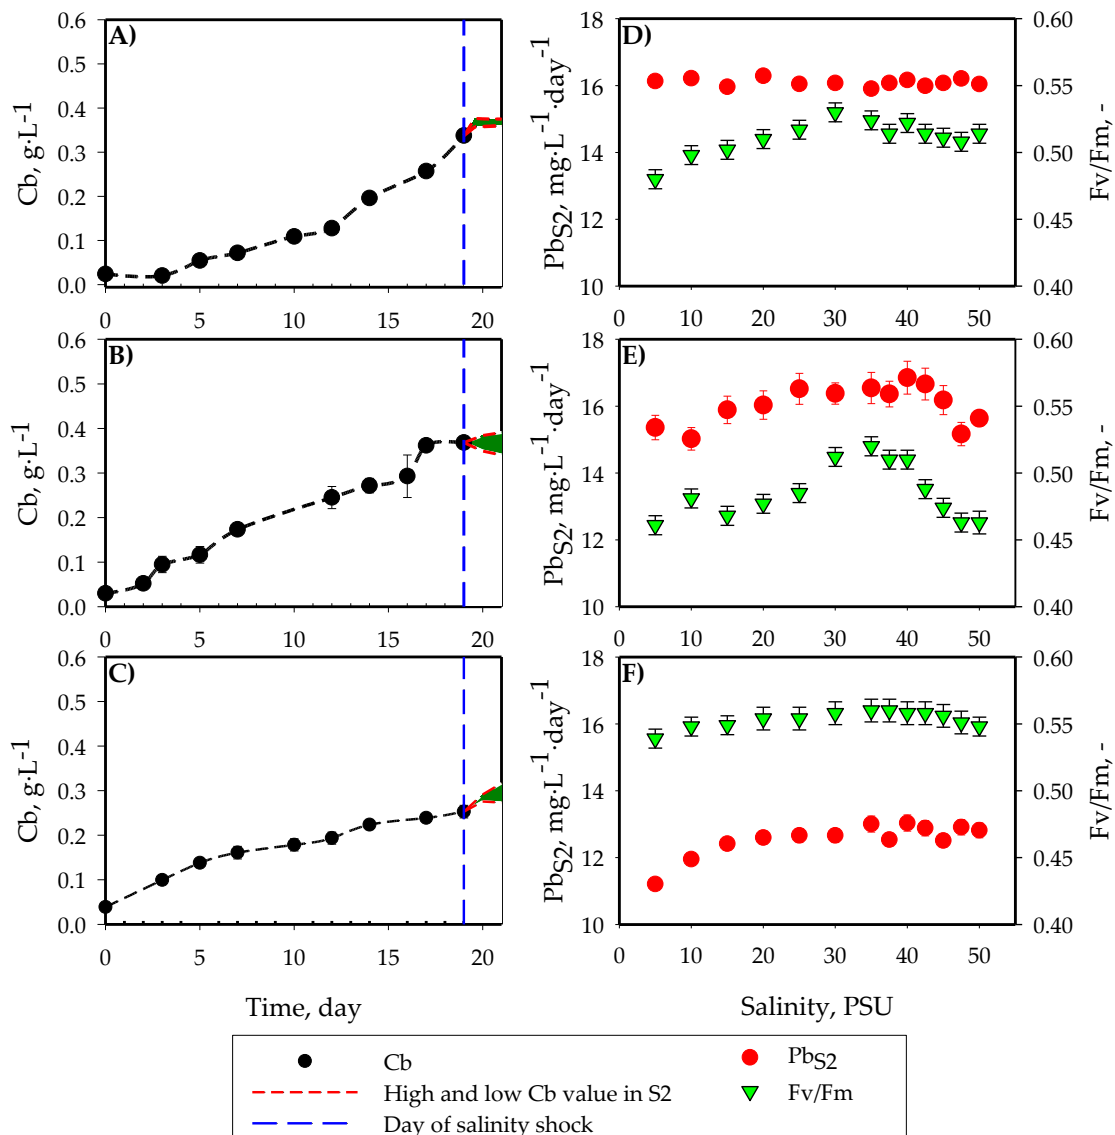 A)
0.6
0.5
0.4
0.3
0.2
0.1
0.0
Cb, g·L-1
0 5 10 15 20
D)
18
16
14
12
10
PbS2, mg·L-1·day-1
0.60
0.55
0.50
0.45
0.40
Fv/Fm, -
0 10 20 30 40 50
B)
0.6
0.5
0.4
0.3
0.2
0.1
0.0
Cb, g·L-1
0 5 10 15 20
E)
18
16
14
12
10
PbS2, mg·L-1·day-1
0.60
0.55
0.50
0.45
0.40
Fv/Fm, -
0 10 20 30 40 50
C)
0.6
0.5
0.4
0.3
0.2
0.1
0.0
Cb, g·L-1
0 5 10 15 20
F)
18
16
14
12
10
PbS2, mg·L-1·day-1
0.60
0.55
0.50
0.45
0.40
Fv/Fm, -
0 10 20 30 40 50
Time, day
Salinity, PSU
Cb
High and low Cb value in S2
Day of salinity shock
PbS2
Fv/Fm